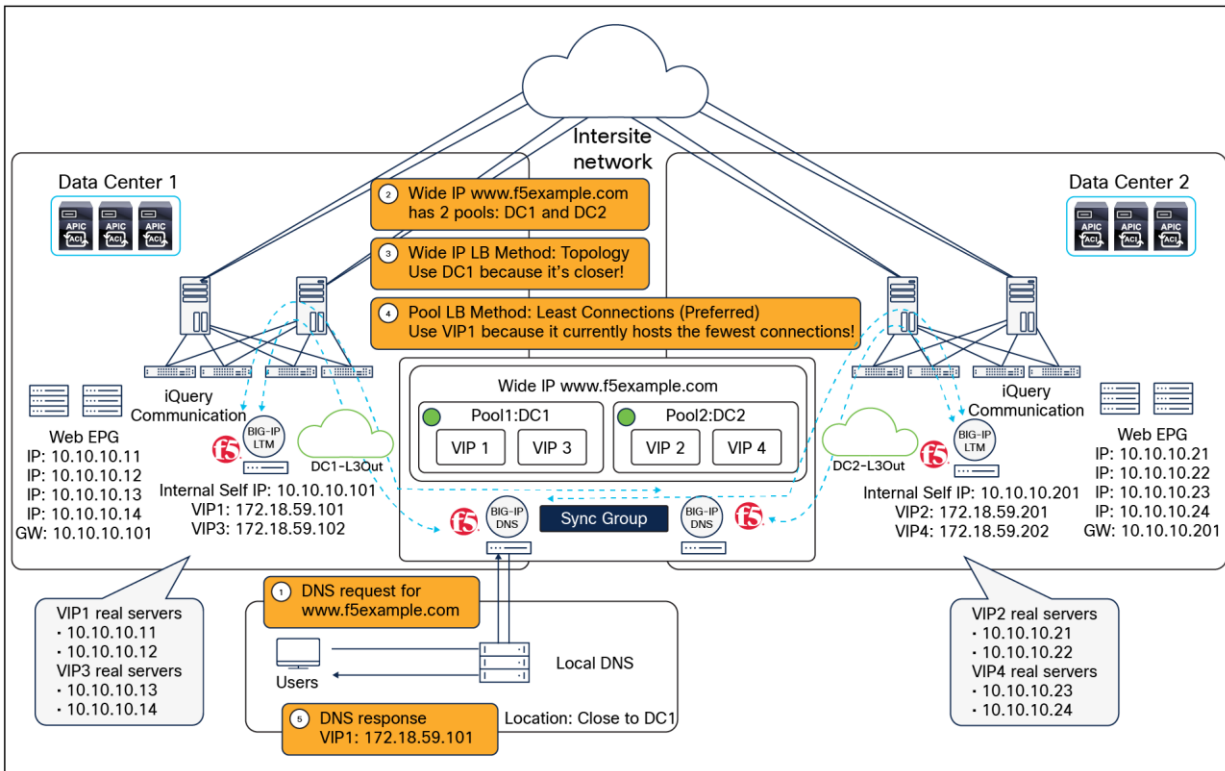 Intersite
network
Data Center 1
APIC
ACI
APIC
ACI
APIC
ACI
Data Center 2
APIC
ACI
APIC
ACI
APIC
ACI
2 Wide IP www.f5example.com
has 2 pools: DC1 and DC2
3 Wide IP LB Method: Topology
Use DC1 because it's closer!
4 Pool LB Method: Least Connections (Preferred)
Use VIP1 because it currently hosts the fewest connections!
iQuery
Communication
BIG-IP
LTM
f5
DC1-L3Out
Web EPG
IP: 10.10.10.11
IP: 10.10.10.12
IP: 10.10.10.13
IP: 10.10.10.14
GW: 10.10.10.101
Internal Self IP: 10.10.10.101
VIP1: 172.18.59.101
VIP3: 172.18.59.102
Wide IP www.f5example.com
Pool1:DC1
VIP 1
VIP 3
Pool2:DC2
VIP 2
VIP 4
f5
BIG-IP
DNS
Sync Group
BIG-IP
DNS
f5
iQuery
Communication
BIG-IP
LTM
f5
DC2-L3Out
Internal Self IP: 10.10.10.201
VIP2: 172.18.59.201
VIP4: 172.18.59.202
Web EPG
IP: 10.10.10.21
IP: 10.10.10.22
IP: 10.10.10.23
IP: 10.10.10.24
GW: 10.10.10.201
VIP1 real servers
• 10.10.10.11
• 10.10.10.12
VIP3 real servers
• 10.10.10.13
• 10.10.10.14
1 DNS request for
www.f5example.com
Users
Local DNS
5 DNS response
VIP1: 172.18.59.101
Location: Close to DC1
VIP2 real servers
• 10.10.10.21
• 10.10.10.22
VIP4 real servers
• 10.10.10.23
• 10.10.10.24